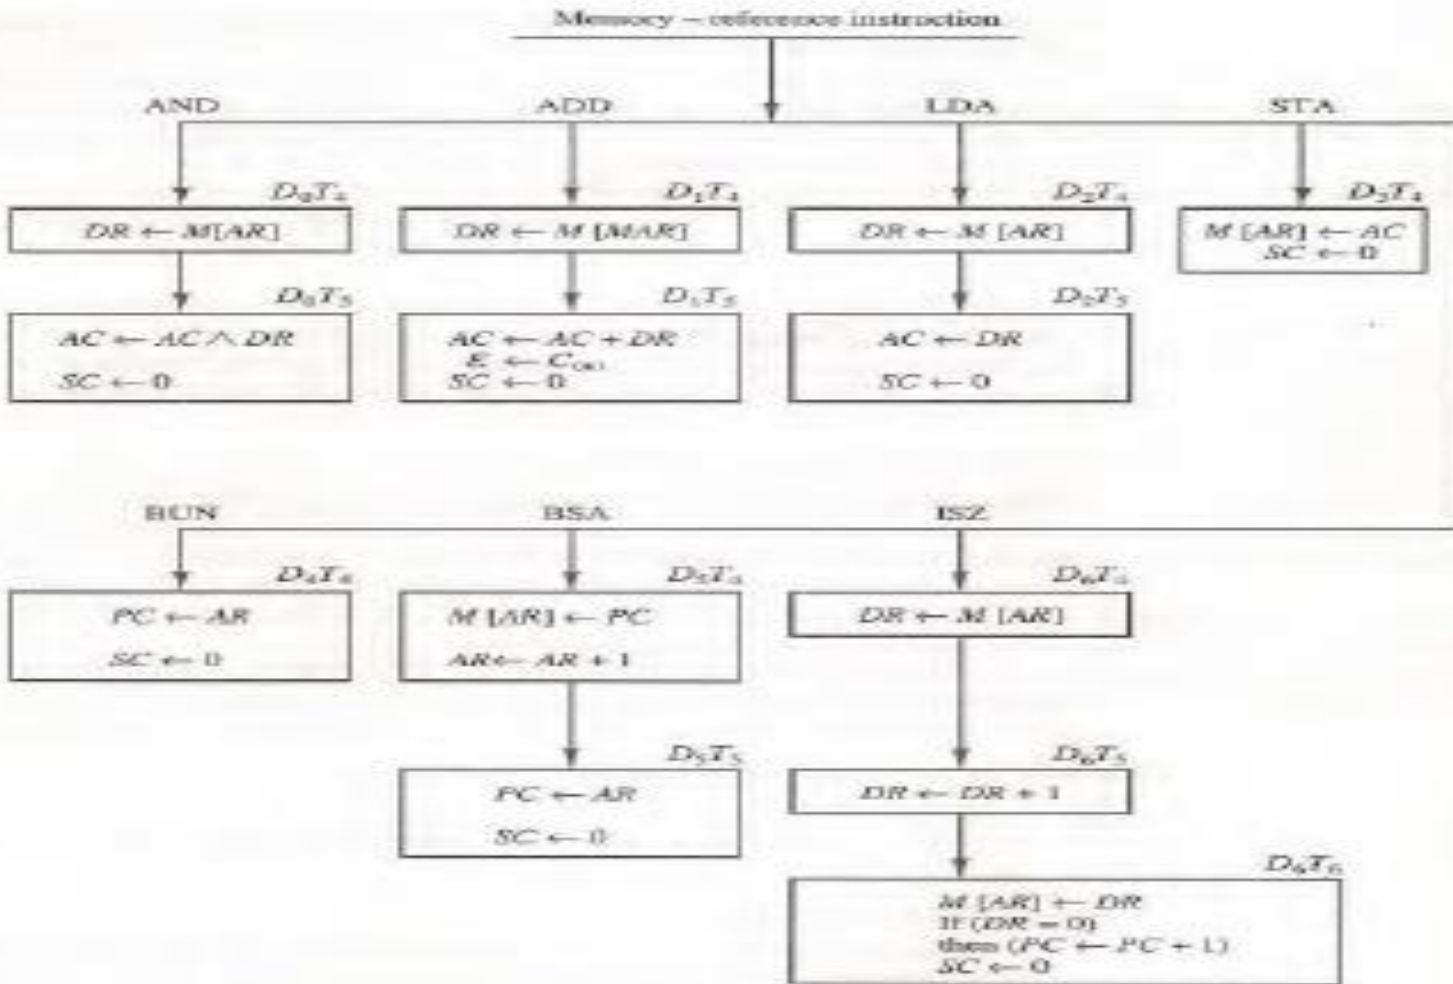 Memory – reference instruction
AND
ADD
LDA
STA
D₀T₄
D₁T₄
D₂T₄
D₃T₄
DR ← M[AR]
DR ← M [MAR]
DR ← M [AR]
M [AR] ← AC
SC ← 0
D₀T₅
D₁T₅
D₂T₅
AC ← AC ∧ DR
SC ← 0
AC ← AC + DR
E ← Cout
SC ← 0
AC ← DR
SC ← 0
BUN
BSA
ISZ
D₄T₄
D₅T₄
D₆T₄
PC ← AR
SC ← 0
M [AR] ← PC
AR ← AR + 1
DR ← M [AR]
D₅T₅
D₆T₅
PC ← AR
SC ← 0
DR ← DR + 1
D₆T₆
M [AR] ← DR
If (DR = 0)
then (PC ← PC + 1)
SC ← 0